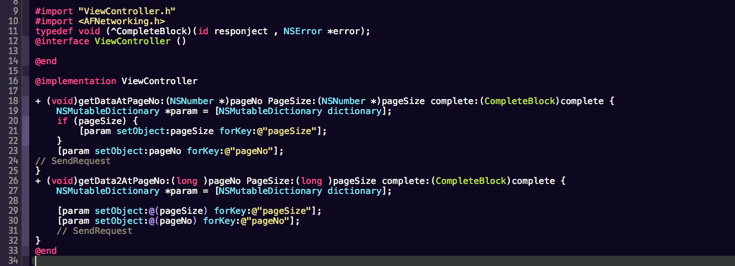 8
9 #import "ViewController.h"
10 #import <AFNetworking.h>
11 typedef void (^CompleteBlock)(id responject , NSError *error);
12 @interface ViewController ()
13
14 @end
15
16 @implementation ViewController
17
18 + (void)getDataAtPageNo:(NSNumber *)pageNo PageSize:(NSNumber *)pageSize complete:(CompleteBlock)complete {
19     NSMutableDictionary *param = [NSMutableDictionary dictionary];
20     if (pageSize) {
21         [param setObject:pageSize forKey:@"pageSize"];
22     }
23     [param setObject:pageNo forKey:@"pageNo"];
24 // SendRequest
25 }
26 + (void)getData2AtPageNo:(long )pageNo PageSize:(long )pageSize complete:(CompleteBlock)complete {
27     NSMutableDictionary *param = [NSMutableDictionary dictionary];
28
29     [param setObject:@(pageSize) forKey:@"pageSize"];
30     [param setObject:@(pageNo) forKey:@"pageNo"];
31     // SendRequest
32 }
33 @end
34